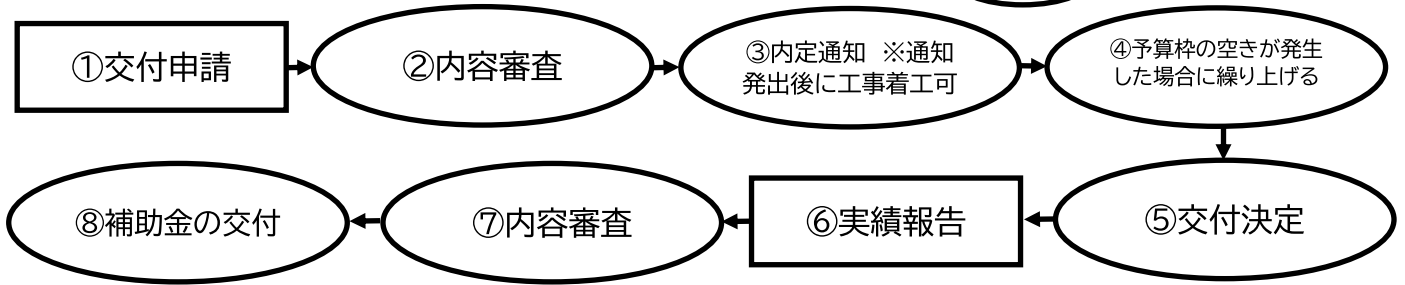 ①交付申請
②内容審査
③内定通知　※通知
発出後に工事着工可
④予算枠の空きが発生
した場合に繰り上げる
⑤交付決定
⑥実績報告
⑦内容審査
⑧補助金の交付